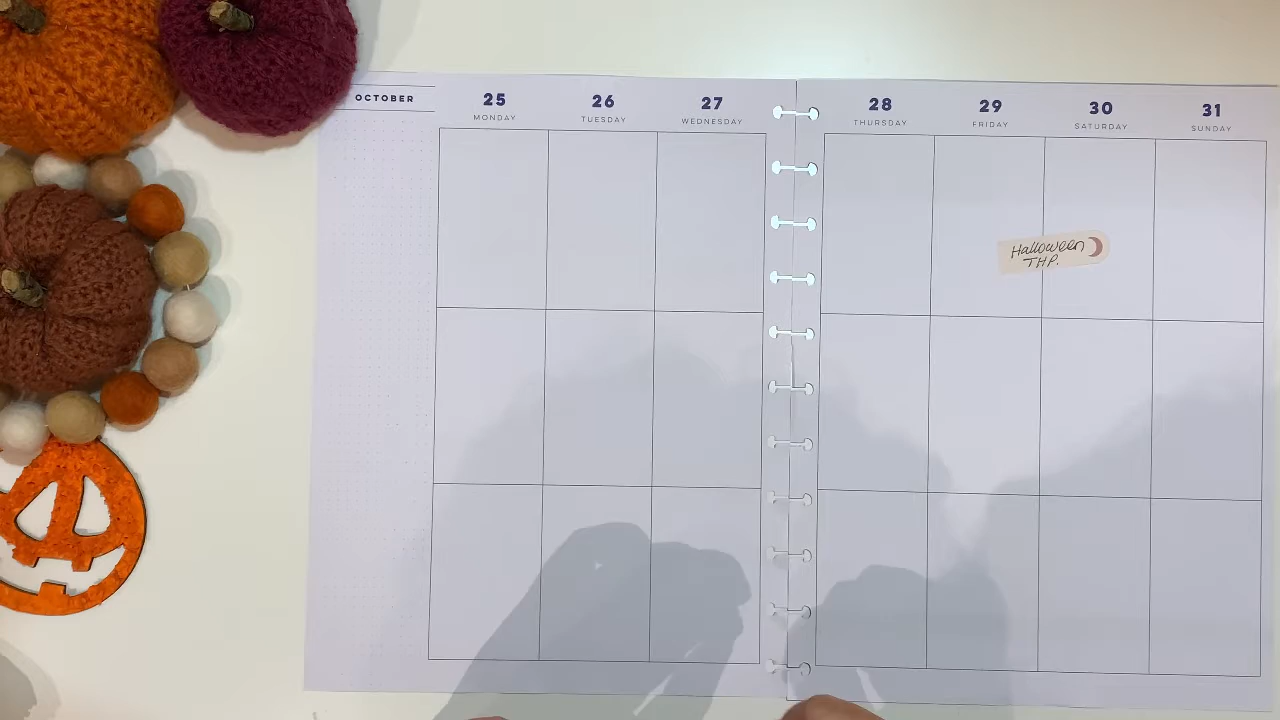 OCTOBER
25
MONDAY
26
TUESDAY
27
WEDNESDAY
28
THURSDAY
29
FRIDAY
30
SATURDAY
31
SUNDAY
Halloween
THP.